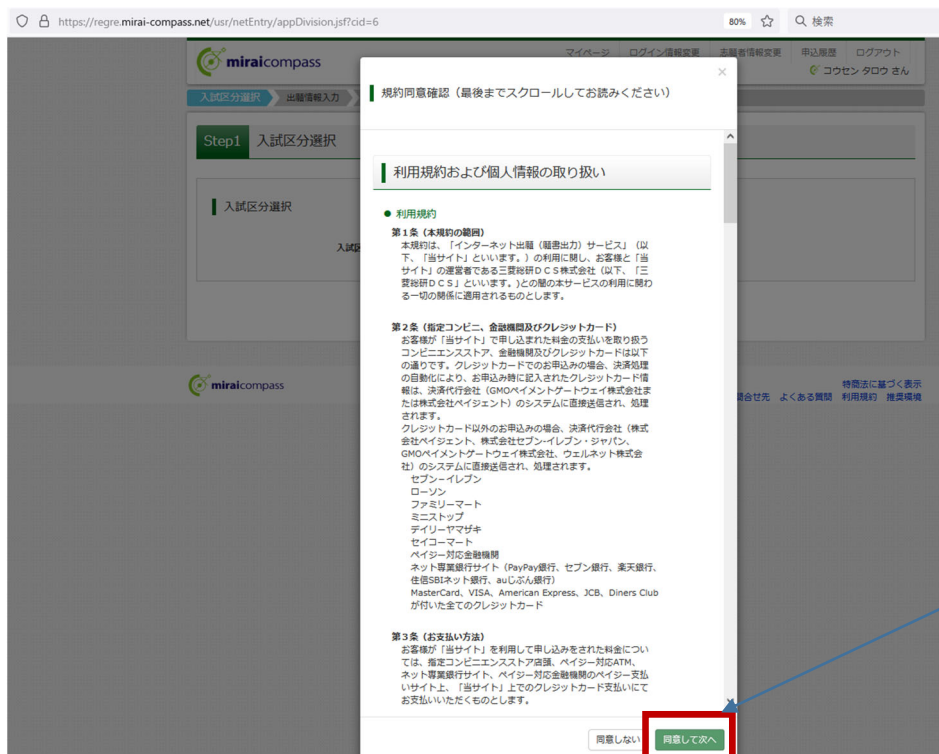 https://regre.mirai-compass.net/usr/netEntry/appDivision.jsf?cid=6
80%
検索
miraicompass
マイページ ログイン情報変更 志願者情報変更 申込履歴 ログアウト
コウセン タロウ さん
入試区分選択 出願情報入力
Step1 入試区分選択
入試区分選択
入試区
規約同意確認（最後までスクロールしてお読みください）
×
利用規約および個人情報の取り扱い
● 利用規約
第１条（本規約の範囲）
本規約は、「インターネット出願（願書出力）サービス」（以
下、「当サイト」といいます。）の利用に関し、お客様と「当
サイト」の運営者である三菱総研ＤＣＳ株式会社（以下、「三
菱総研ＤＣＳ」といいます。)との間の本サービスの利用に関わ
る一切の関係に適用されるものとします。
第２条（指定コンビニ、金融機関及びクレジットカード）
お客様が「当サイト」で申し込まれた料金の支払いを取り扱う
コンビニエンスストア、金融機関及びクレジットカードは以下
の通りです。クレジットカードでのお申込みの場合、決済処理
の自動化により、お申込み時に記入されたクレジットカード情
報は、決済代行会社（GMOペイメントゲートウェイ株式会社ま
たは株式会社ペイジェント）のシステムに直接送信され、処理
されます。
クレジットカード以外のお申込みの場合、決済代行会社（株式
会社ペイジェント、株式会社セブン-イレブン・ジャパン、
GMOペイメントゲートウェイ株式会社、ウェルネット株式会
社）のシステムに直接送信され、処理されます。
セブン－イレブン
ローソン
ファミリーマート
ミニストップ
デイリーヤマザキ
セイコーマート
ペイジー対応金融機関
ネット専業銀行サイト（PayPay銀行、セブン銀行、楽天銀行、
住信SBIネット銀行、auじぶん銀行）
MasterCard、VISA、American Express、JCB、Diners Club
が付いた全てのクレジットカード
第３条（お支払い方法）
お客様が「当サイト」を利用して申し込みをされた料金につい
ては、指定コンビニエンスストア店頭、ペイジー対応ATM、
ネット専業銀行サイト、ペイジー対応金融機関のペイジー支払
いサイト上、「当サイト」上でのクレジットカード支払いにて
お支払いいただくものとします。
同意しない 同意して次へ
miraicompass
特商法に基づく表示
問合せ先 よくある質問 利用規約 推奨環境